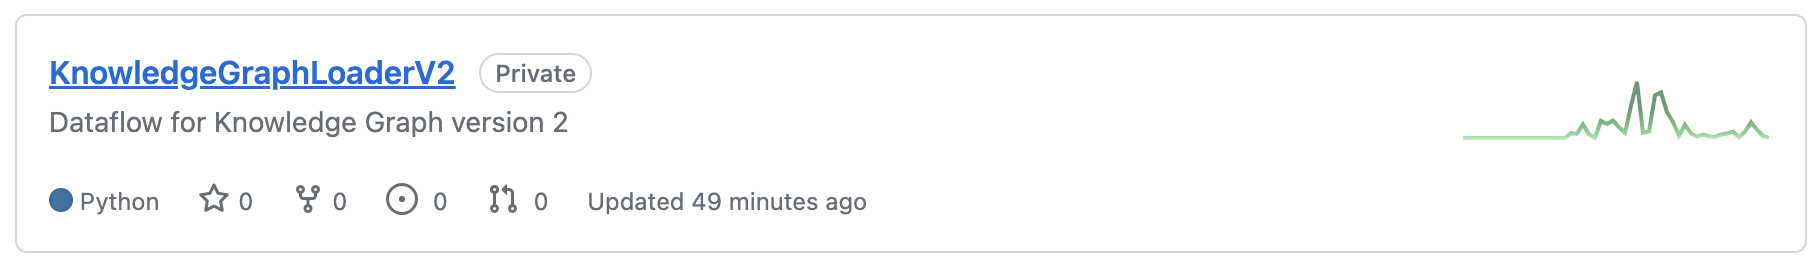 KnowledgeGraphLoaderV2 Private
Dataflow for Knowledge Graph version 2
Python 0 0 0 0 Updated 49 minutes ago